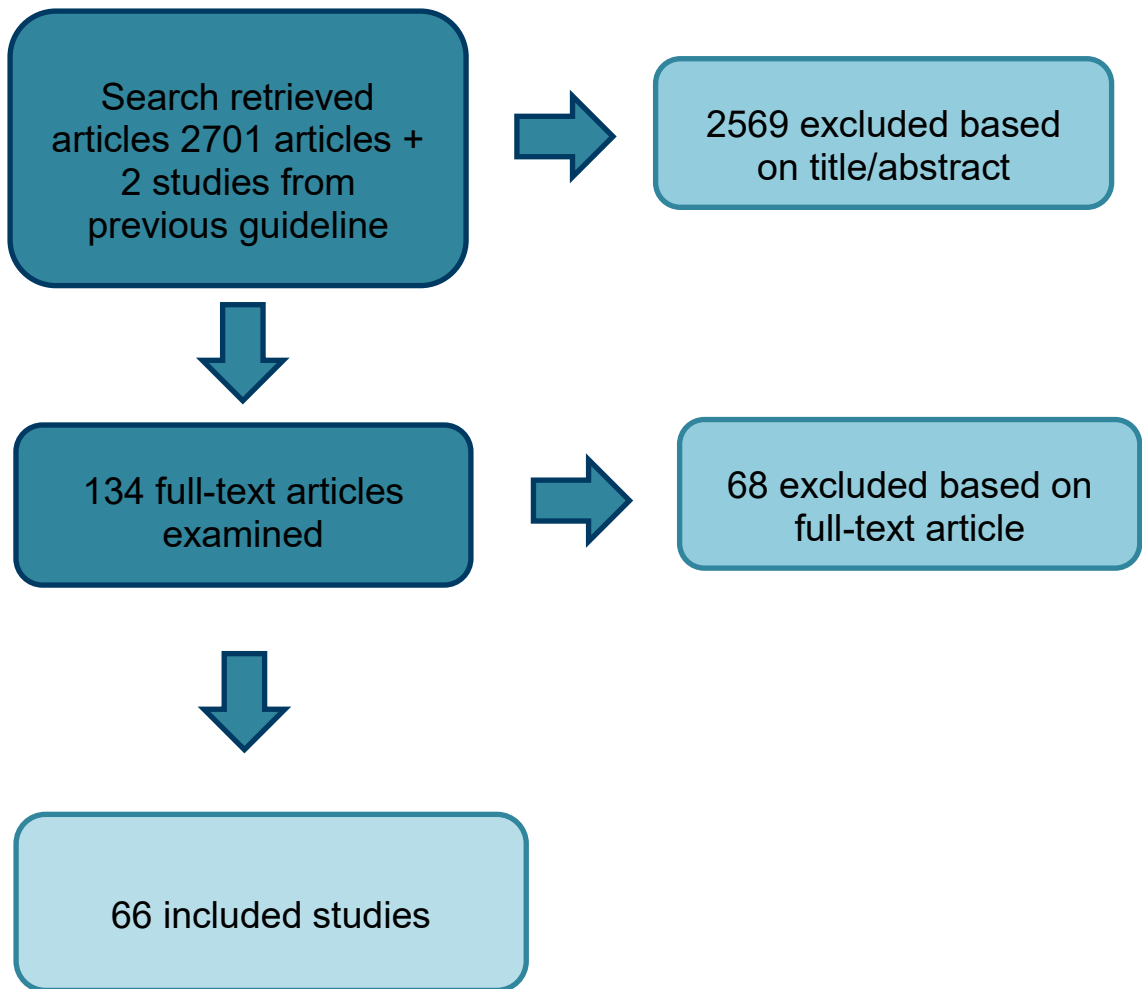 Search retrieved
articles 2701 articles +
2 studies from
previous guideline
2569 excluded based
on title/abstract
134 full-text articles
examined
68 excluded based on
full-text article
66 included studies